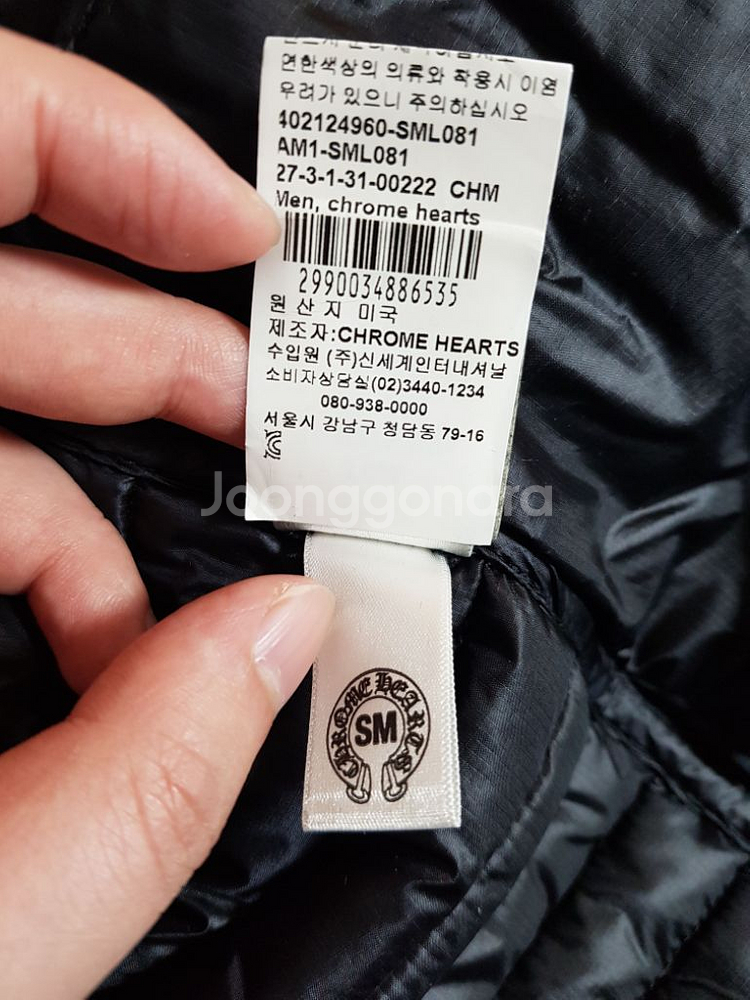 연한색상의 의류와 착용시 이염
우려가 있으니 주의하십시오
402124960-SML081
AM1-SML081
27-3-1-31-00222 CHM
Men, chrome hearts
2990034886535
원 산 지 미국
제조자:CHROME HEARTS
수입원 (주)신세계인터내셔날
소비자상담실(02)3440-1234
080-938-0000
서울시 강남구 청담동 79-16
Joonggonara
CHROME HEARTS
SM